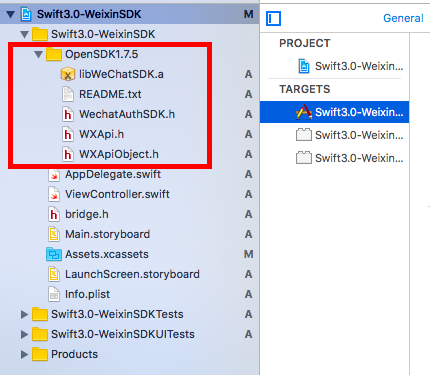 Swift3.0-WeixinSDK M
Swift3.0-WeixinSDK
OpenSDK1.7.5
libWeChatSDK.a A
README.txt A
WechatAuthSDK.h A
WXApi.h A
WXApiObject.h A
AppDelegate.swift A
ViewController.swift A
bridge.h A
Main.storyboard A
Assets.xcassets M
LaunchScreen.storyboard A
Info.plist A
Swift3.0-WeixinSDKTests A
Swift3.0-WeixinSDKUITests A
Products
General
PROJECT
Swift3.0-Weixin...
TARGETS
Swift3.0-Weixin...
Swift3.0-Weixin...
Swift3.0-Weixin...